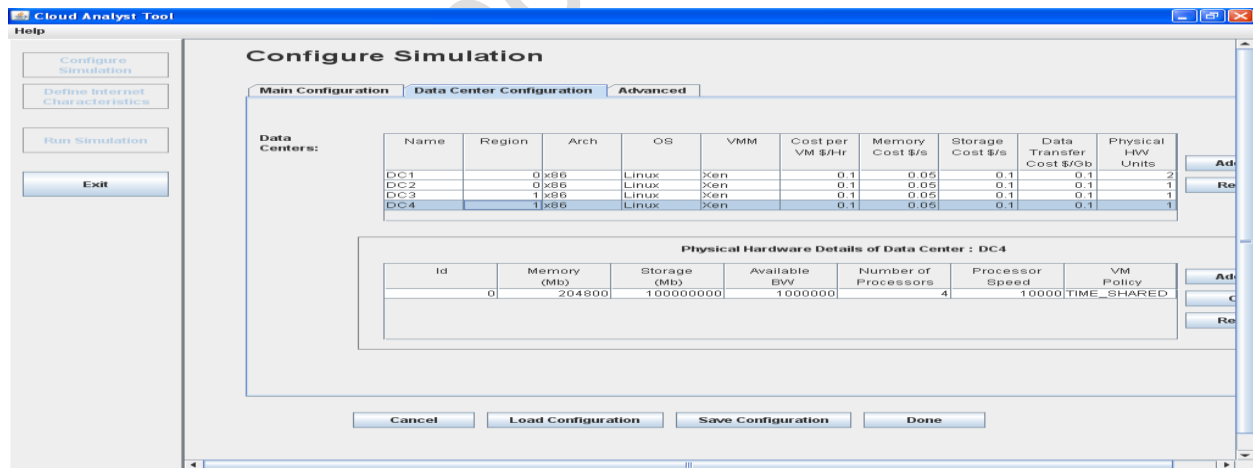 Cloud Analyst Tool
Help
Configure Simulation
Define Internet Characteristics
Run Simulation
Exit
Configure Simulation
Main Configuration Data Center Configuration Advanced
Data Centers:
Name Region Arch OS VMM Cost per VM $/Hr Memory Cost $/s Storage Cost $/s Data Transfer Cost $/Gb Physical HW Units
DC1 0 x86 Linux Xen 0.1 0.05 0.1 0.1 2
DC2 0 x86 Linux Xen 0.1 0.05 0.1 0.1 1
DC3 1 x86 Linux Xen 0.1 0.05 0.1 0.1 1
DC4 1 x86 Linux Xen 0.1 0.05 0.1 0.1 1
Physical Hardware Details of Data Center : DC4
Id Memory (Mb) Storage (Mb) Available BW Number of Processors Processor Speed VM Policy
0 204800 100000000 1000000 4 10000 TIME_SHARED
Cancel Load Configuration Save Configuration Done